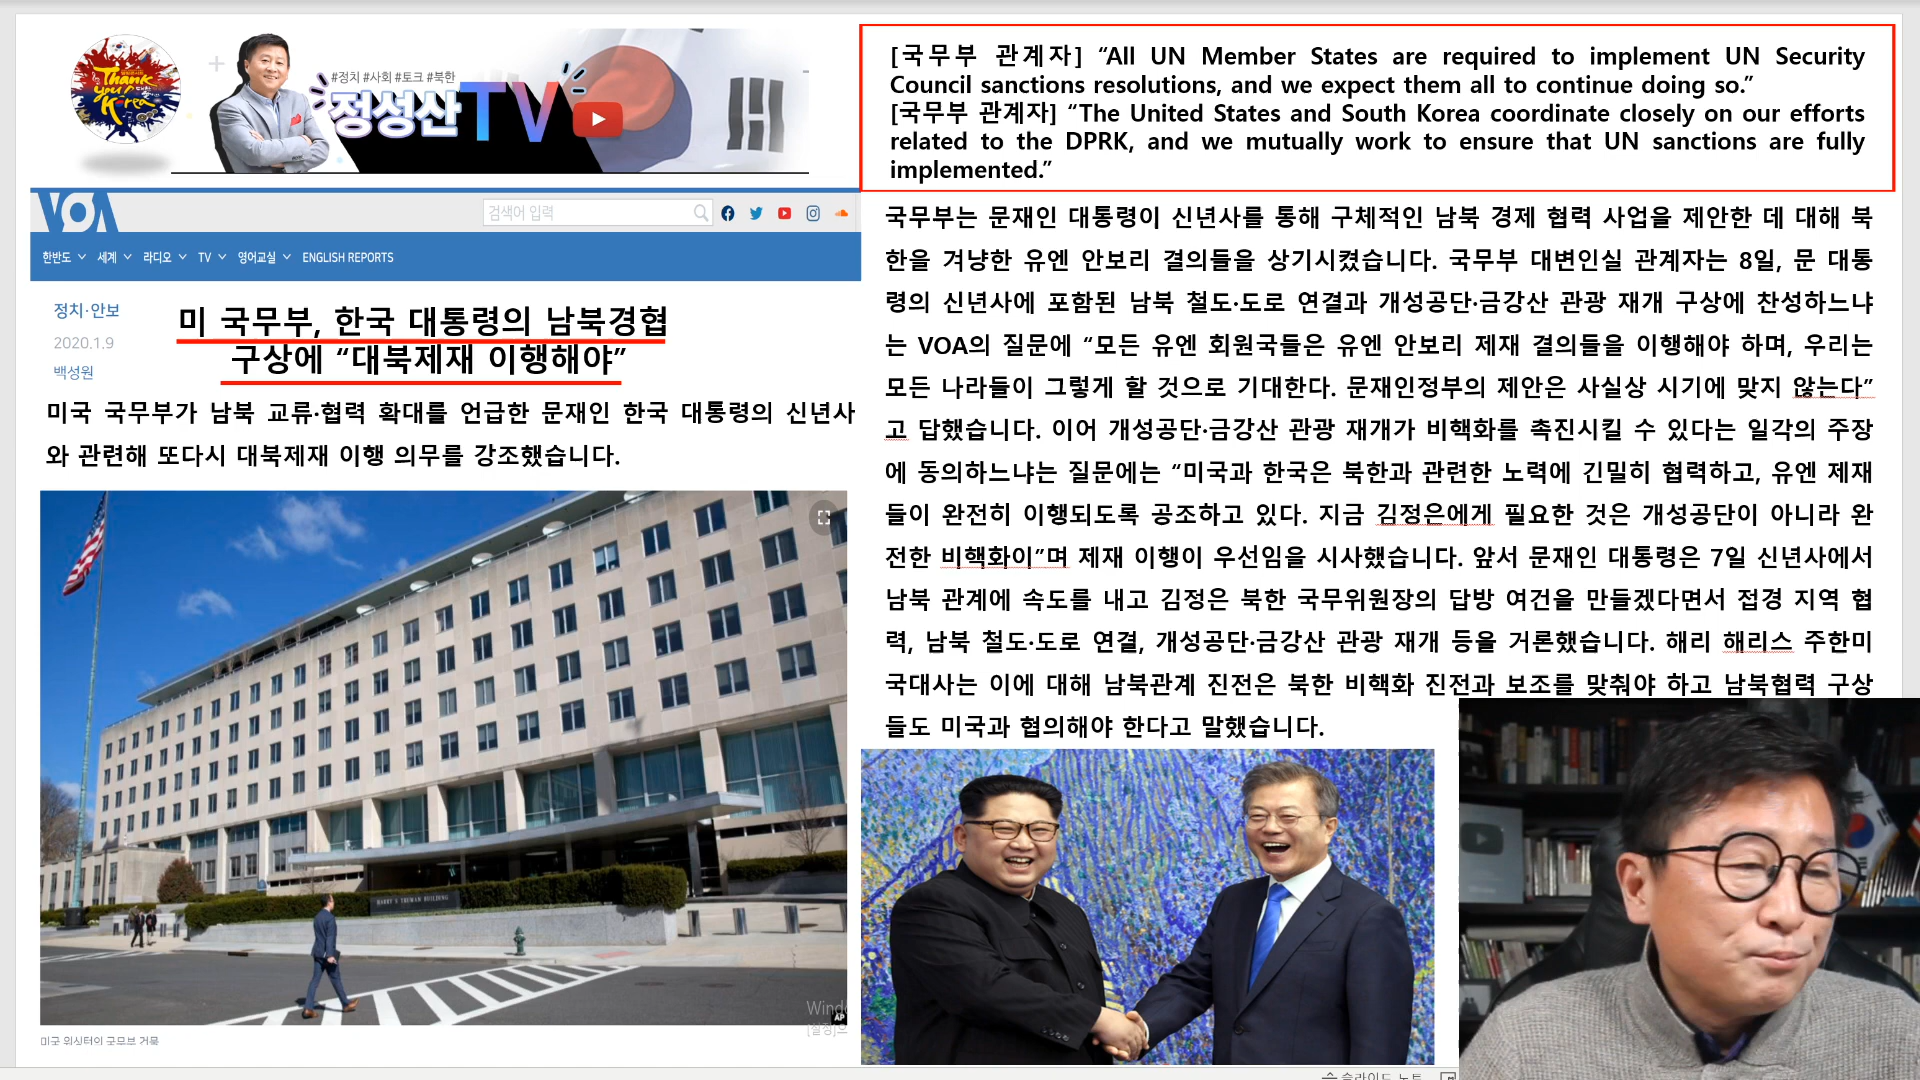 Thank you Korea
#정치 #사회 #토크 #북한
정성산TV
VOA
검색어 입력
한반도 세계 라디오 TV 영어교실 ENGLISH REPORTS
정치·안보
2020.1.9
백성원
미 국무부, 한국 대통령의 남북경협
구상에 “대북제재 이행해야”
미국 국무부가 남북 교류·협력 확대를 언급한 문재인 한국 대통령의 신년사
와 관련해 또다시 대북제재 이행 의무를 강조했습니다.
HARRY S TRUMAN BUILDING
AP
미국 워싱턴의 국무부 건물
[국무부 관계자] “All UN Member States are required to implement UN Security
Council sanctions resolutions, and we expect them all to continue doing so.”
[국무부 관계자] “The United States and South Korea coordinate closely on our efforts
related to the DPRK, and we mutually work to ensure that UN sanctions are fully
implemented.”
국무부는 문재인 대통령이 신년사를 통해 구체적인 남북 경제 협력 사업을 제안한 데 대해 북
한을 겨냥한 유엔 안보리 결의들을 상기시켰습니다. 국무부 대변인실 관계자는 8일, 문 대통
령의 신년사에 포함된 남북 철도·도로 연결과 개성공단·금강산 관광 재개 구상에 찬성하느냐
는 VOA의 질문에 “모든 유엔 회원국들은 유엔 안보리 제재 결의들을 이행해야 하며, 우리는
모든 나라들이 그렇게 할 것으로 기대한다. 문재인정부의 제안은 사실상 시기에 맞지 않는다”
고 답했습니다. 이어 개성공단·금강산 관광 재개가 비핵화를 촉진시킬 수 있다는 일각의 주장
에 동의하느냐는 질문에는 “미국과 한국은 북한과 관련한 노력에 긴밀히 협력하고, 유엔 제재
들이 완전히 이행되도록 공조하고 있다. 지금 김정은에게 필요한 것은 개성공단이 아니라 완
전한 비핵화이”며 제재 이행이 우선임을 시사했습니다. 앞서 문재인 대통령은 7일 신년사에서
남북 관계에 속도를 내고 김정은 북한 국무위원장의 답방 여건을 만들겠다면서 접경 지역 협
력, 남북 철도·도로 연결, 개성공단·금강산 관광 재개 등을 거론했습니다. 해리 해리스 주한미
국대사는 이에 대해 남북관계 진전은 북한 비핵화 진전과 보조를 맞춰야 하고 남북협력 구상
들도 미국과 협의해야 한다고 말했습니다.
슬라이드 노트